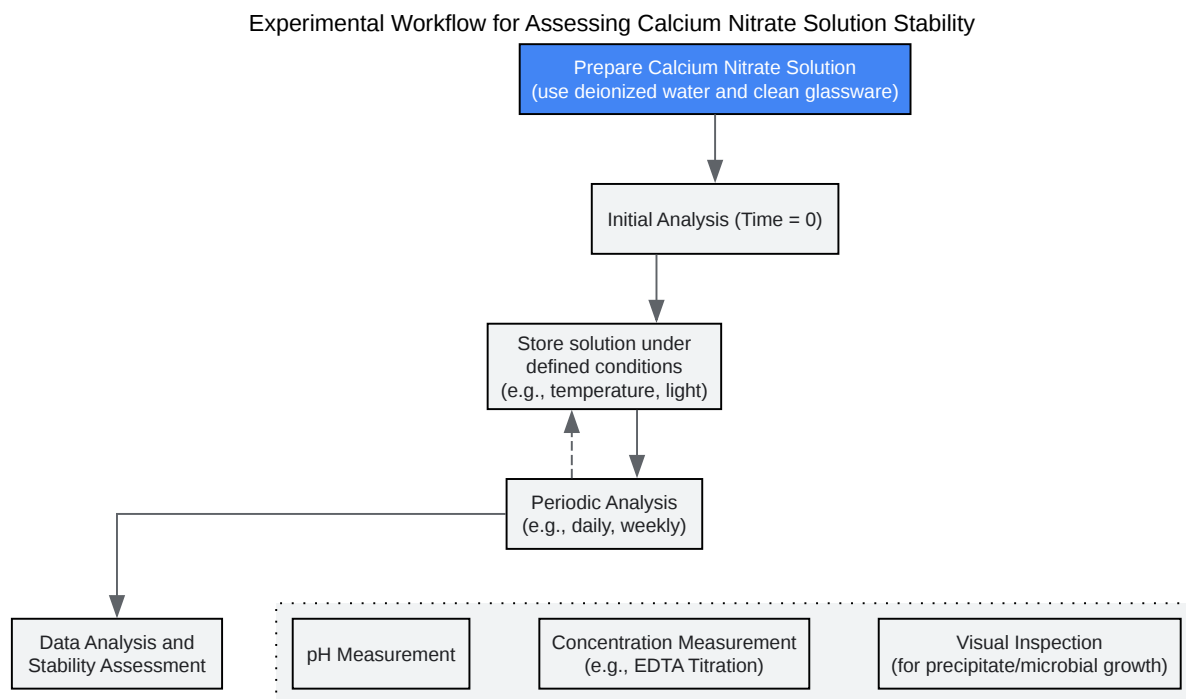 Experimental Workflow for Assessing Calcium Nitrate Solution Stability
Prepare Calcium Nitrate Solution
(use deionized water and clean glassware)
Initial Analysis (Time = 0)
Store solution under
defined conditions
(e.g., temperature, light)
Periodic Analysis
(e.g., daily, weekly)
Data Analysis and
Stability Assessment
pH Measurement
Concentration Measurement
(e.g., EDTA Titration)
Visual Inspection
(for precipitate/microbial growth)